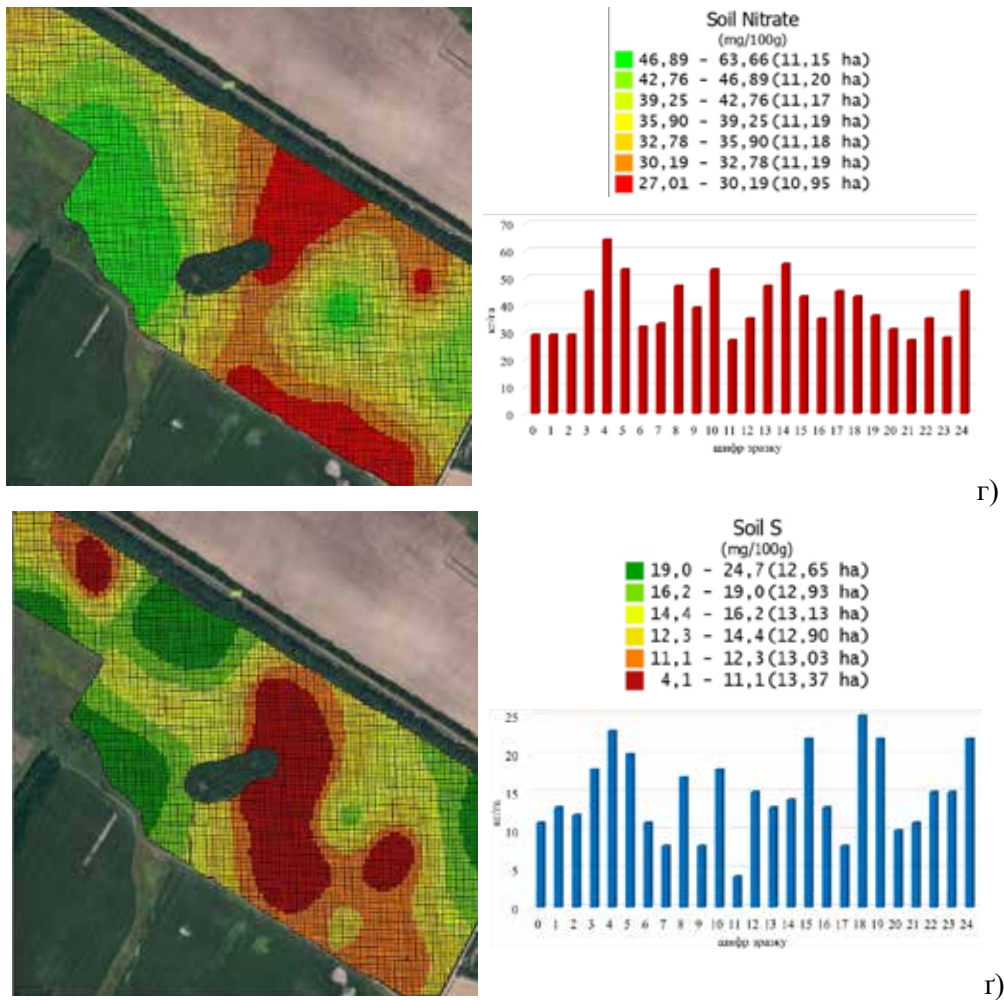 Soil Nitrate
(mg/100g)
46,89 - 63,66 (11,15 ha)
42,76 - 46,89 (11,20 ha)
39,25 - 42,76 (11,17 ha)
35,90 - 39,25 (11,19 ha)
32,78 - 35,90 (11,18 ha)
30,19 - 32,78 (11,19 ha)
27,01 - 30,19 (10,95 ha)
70
60
50
40
30
20
10
0
кг/га
0 1 2 3 4 5 6 7 8 9 10 11 12 13 14 15 16 17 18 19 20 21 22 23 24
шифр зразку
г)
Soil S
(mg/100g)
19,0 - 24,7 (12,65 ha)
16,2 - 19,0 (12,93 ha)
14,4 - 16,2 (13,13 ha)
12,3 - 14,4 (12,90 ha)
11,1 - 12,3 (13,03 ha)
4,1 - 11,1 (13,37 ha)
25
20
15
10
5
0
кг/га
0 1 2 3 4 5 6 7 8 9 10 11 12 13 14 15 16 17 18 19 20 21 22 23 24
шифр зразку
ґ)